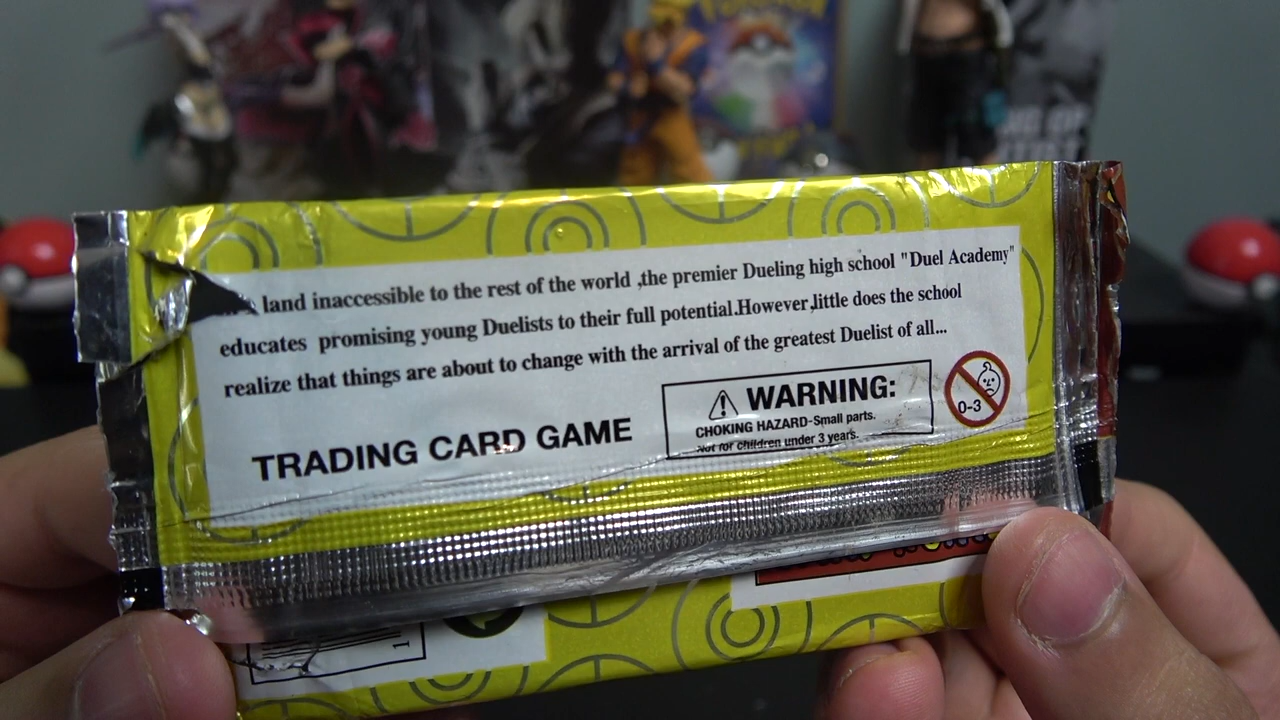 land inaccessible to the rest of the world ,the premier Dueling high school "Duel Academy"
educates promising young Duelists to their full potential.However,little does the school
realize that things are about to change with the arrival of the greatest Duelist of all...
WARNING:
CHOKING HAZARD-Small parts.
Not for children under 3 years.
0-3
TRADING CARD GAME